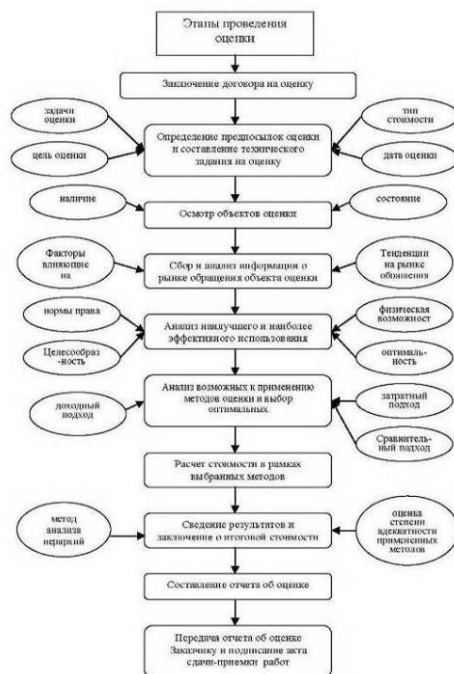 Этапы проведения
оценки
Заключение договора на оценку
задачи
оценки
тип
стоимости
Определение предпосылок оценки
и составление технического
задания на оценку
цель оценки
дата оценки
наличие
состояние
Осмотр объектов оценки
Факторы
влияющие
на
Тенденции
на рынке
обращения
Сбор и анализ информации о
рынке обращения объекта оценки
нормы права
физическая
возможност
Анализ наилучшего и наиболее
эффективного использования
Целесообраз
-ность
оптималь-
ность
Анализ возможных к применению
методов оценки и выбор
оптимальных
доходный
подход
затратный
подход
Сравнитель-
ный подход
Расчет стоимости в рамках
выбранных методов
метод
анализа
иерархий
Сведение результатов и
заключение о итоговой стоимости
оценка
степени
адекватности
примененных
методов
Составление отчета об оценке
Передача отчета об оценке
Заказчику и подписание акта
сдачи-приемки работ